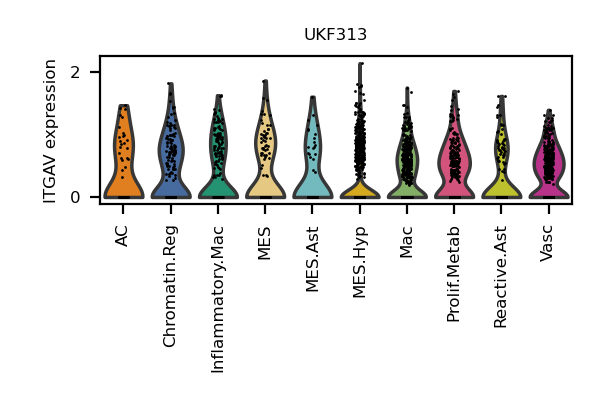 UKF313
ITGAV expression
2
0
AC
Chromatin.Reg
Inflammatory.Mac
MES
MES.Ast
MES.Hyp
Mac
Prolif.Metab
Reactive.Ast
Vasc